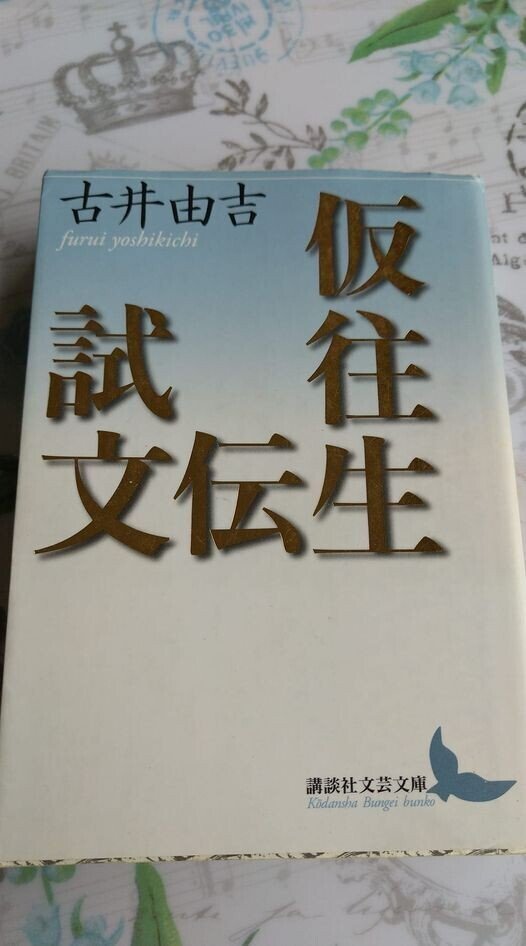 古井由吉
furui yoshikichi
仮往生
伝
試文
講談社文芸文庫
Kōdansha Bungei bunko
BRITAIN